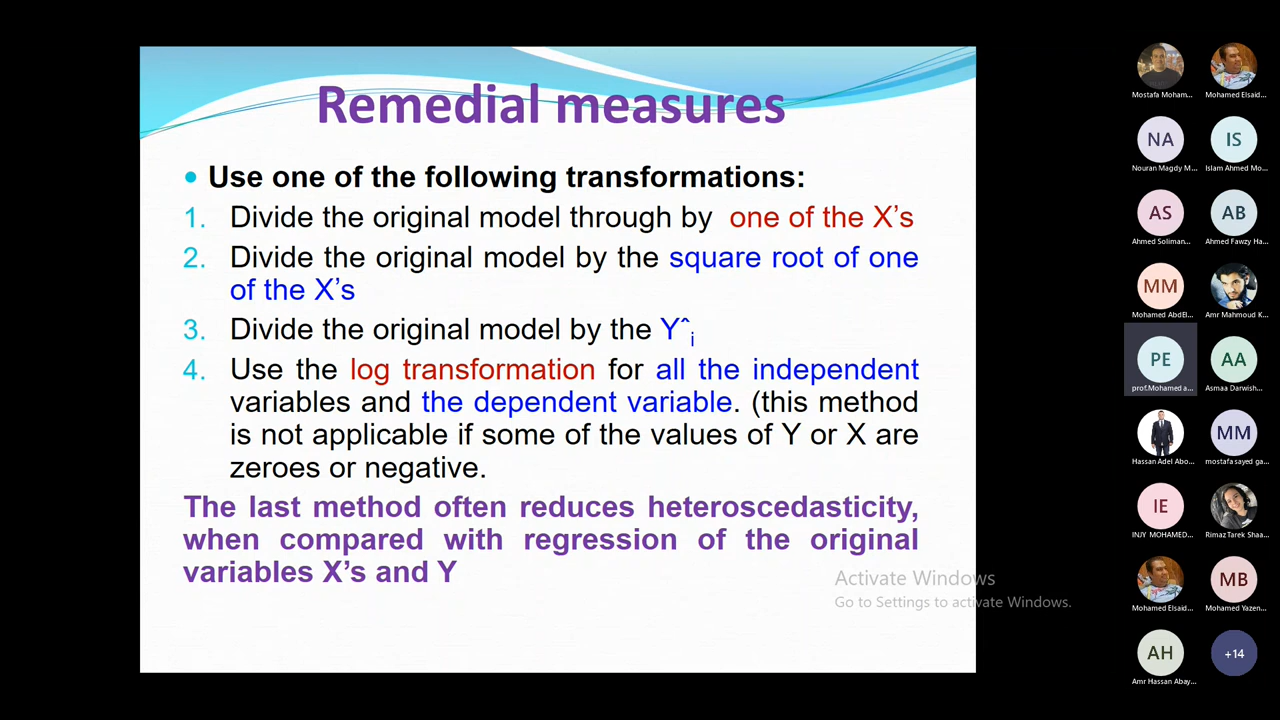 Remedial measures
• Use one of the following transformations:
1. Divide the original model through by one of the X's
2. Divide the original model by the square root of one
of the X's
3. Divide the original model by the Yˆi
4. Use the log transformation for all the independent
variables and the dependent variable. (this method
is not applicable if some of the values of Y or X are
zeroes or negative.
The last method often reduces heteroscedasticity,
when compared with regression of the original
variables X's and Y
Activate Windows
Go to Settings to activate Windows.
Mostafa Moham...
Mohamed Elsaid...
NA
Nouran Magdy M...
IS
Islam Ahmed Mo...
AS
Ahmed Soliman...
AB
Ahmed Fawzy Ha...
MM
Mohamed AbdEl...
Amr Mahmoud K...
PE
prof.Mohamed a...
AA
Asmaa Darwish...
Hassan Adel Abo...
MM
mostafa sayed ga...
IE
INJY MOHAMED...
RimazTarek Shaa...
Mohamed Elsaid...
MB
Mohamed Yazen...
AH
Amr Hassan Abay...
+14